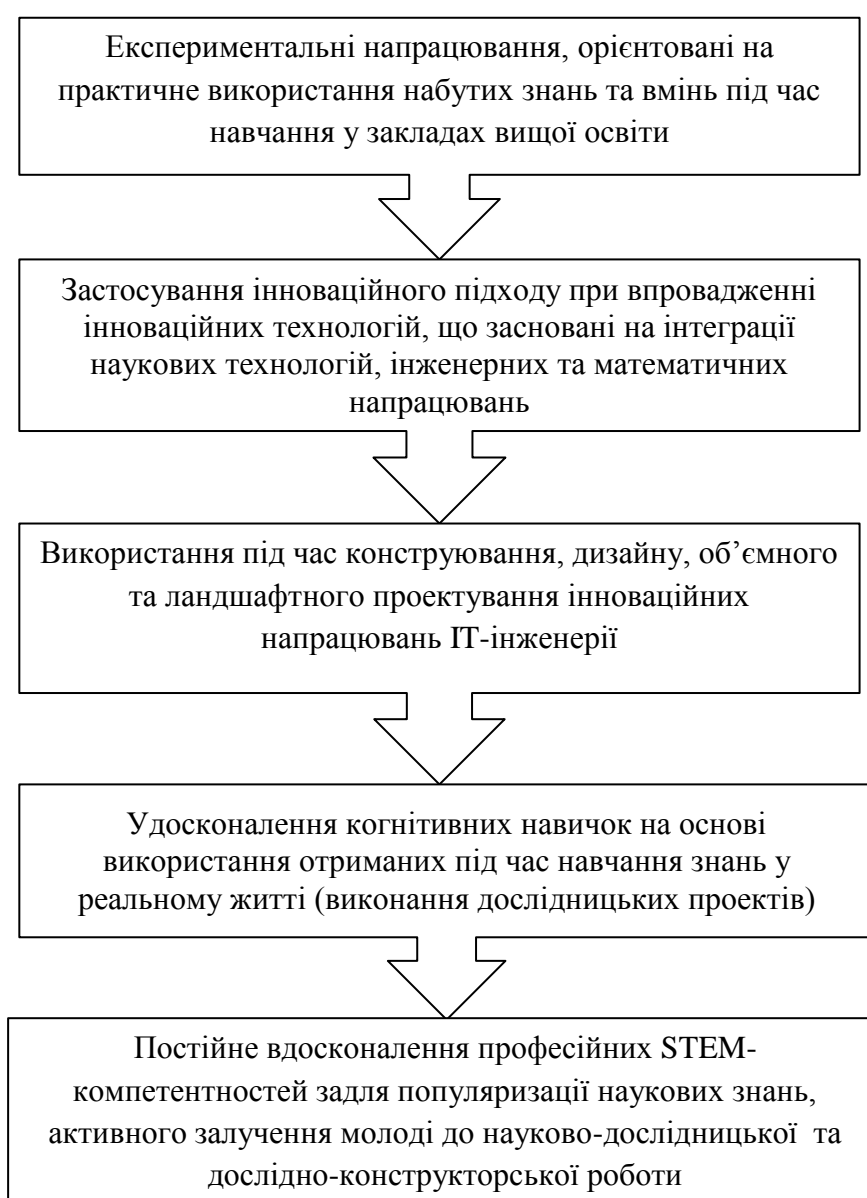 Експериментальні напрацювання, орієнтовані на
практичне використання набутих знань та вмінь під час
навчання у закладах вищої освіти
Застосування інноваційного підходу при впровадженні
інноваційних технологій, що засновані на інтеграції
наукових технологій, інженерних та математичних
напрацювань
Використання під час конструювання, дизайну, об’ємного
та ландшафтного проектування інноваційних
напрацювань ІТ-інженерії
Удосконалення когнітивних навичок на основі
використання отриманих під час навчання знань у
реальному житті (виконання дослідницьких проектів)
Постійне вдосконалення професійних STEM-
компетентностей задля популяризації наукових знань,
активного залучення молоді до науково-дослідницької та
дослідно-конструкторської роботи